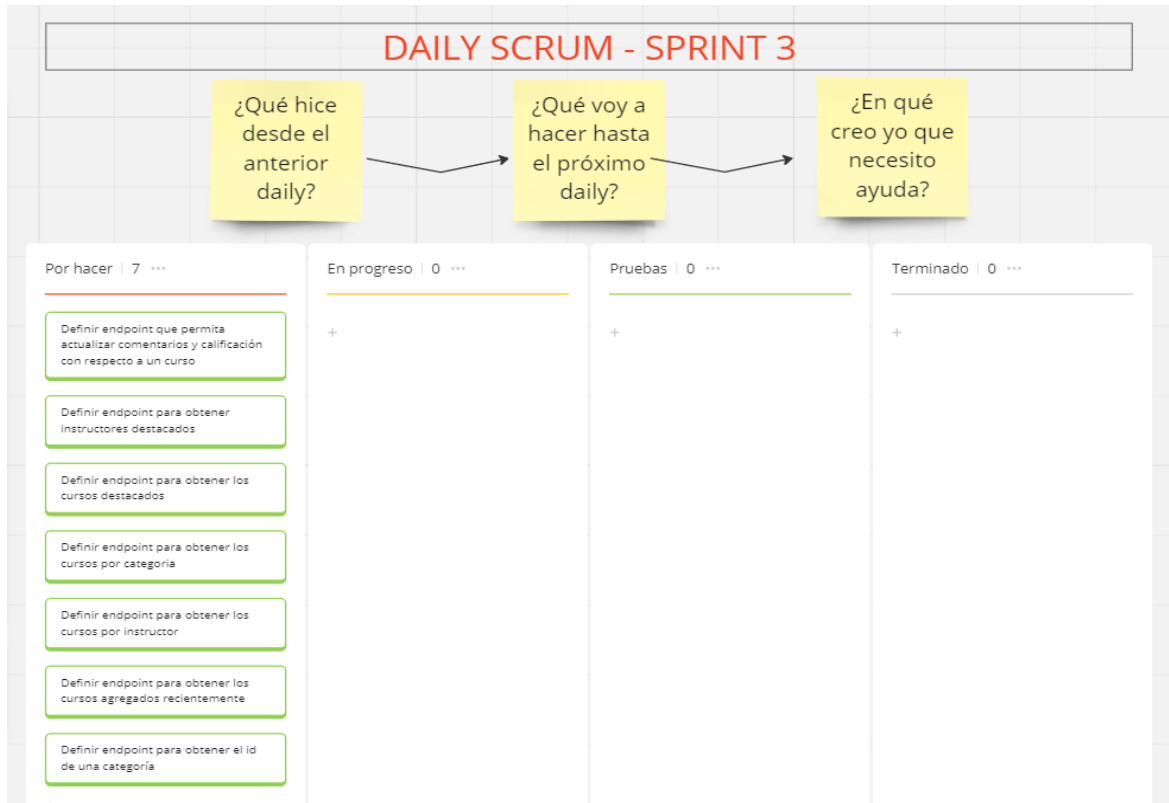 DAILY SCRUM - SPRINT 3
¿Qué hice
desde el
anterior
daily?
¿Qué voy a
hacer hasta
el próximo
daily?
¿En qué
creo yo que
necesito
ayuda?
Por hacer | 7 ...
Definir endpoint que permita
actualizar comentarios y calificación
con respecto a un curso
Definir endpoint para obtener
instructores destacados
Definir endpoint para obtener los
cursos destacados
Definir endpoint para obtener los
cursos por categoria
Definir endpoint para obtener los
cursos por instructor
Definir endpoint para obtener los
cursos agregados recientemente
Definir endpoint para obtener el id
de una categoría
En progreso | 0 ...
+
Pruebas | 0 ...
+
Terminado | 0 ...
+